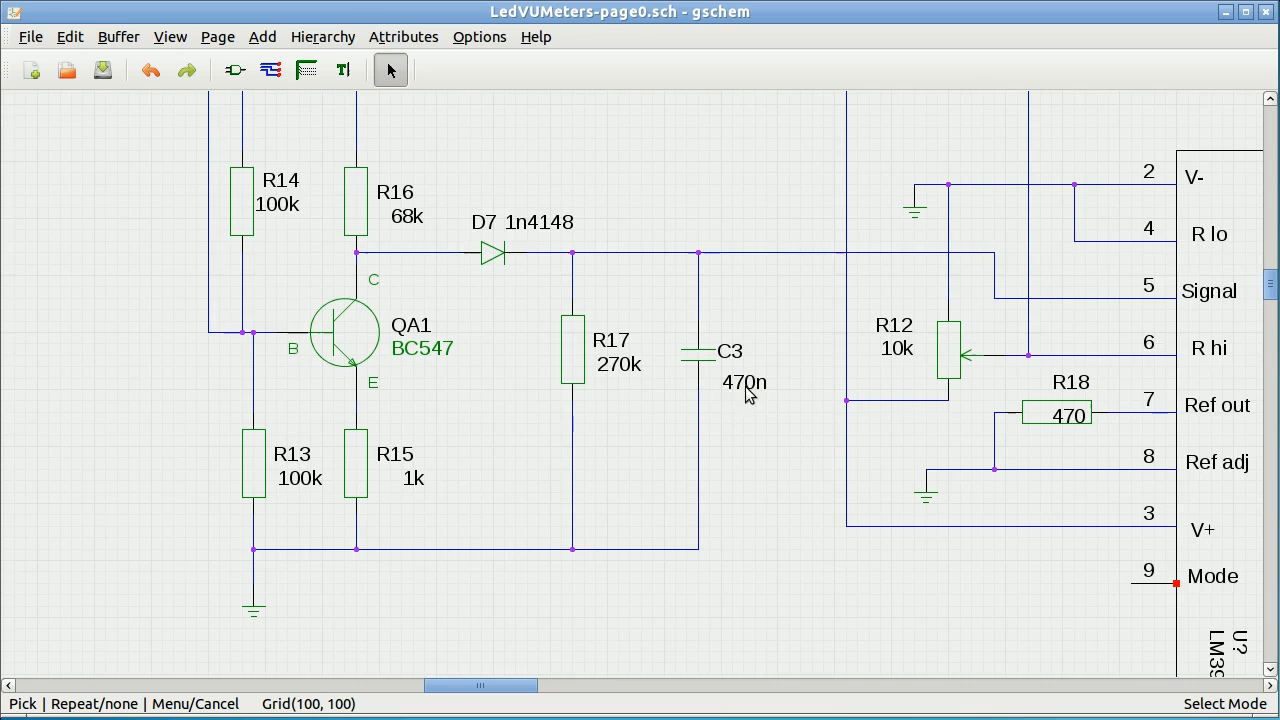 LedVUMeters-page0.sch - gschem
File Edit Buffer View Page Add Hierarchy Attributes Options Help
R14
100k
R16
68k
D7 1n4148
C
QA1
BC547
B
E
R13
100k
R15
1k
R17
270k
C3
470n
R12
10k
R18
470
2 V-
4 R lo
5 Signal
6 R hi
7 Ref out
8 Ref adj
3 V+
9 Mode
U?
Pick | Repeat/none | Menu/Cancel Grid(100, 100) Select Mode